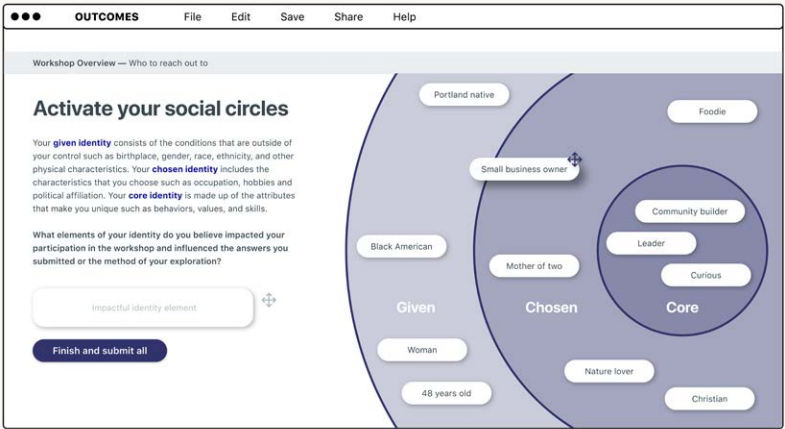 OUTCOMES File Edit Save Share Help
Workshop Overview — Who to reach out to
Activate your social circles
Your given identity consists of the conditions that are outside of
your control such as birthplace, gender, race, ethnicity, and other
physical characteristics. Your chosen identity includes the
characteristics that you choose such as occupation, hobbies and
political affiliation. Your core identity is made up of the attributes
that make you unique such as behaviors, values, and skills.
What elements of your identity do you believe impacted your
participation in the workshop and influenced the answers you
submitted or the method of your exploration?
Impactful identity element
Finish and submit all
Portland native
Black American
Given
Woman
48 years old
Small business owner
Mother of two
Chosen
Nature lover
Foodie
Christian
Community builder
Leader
Curious
Core